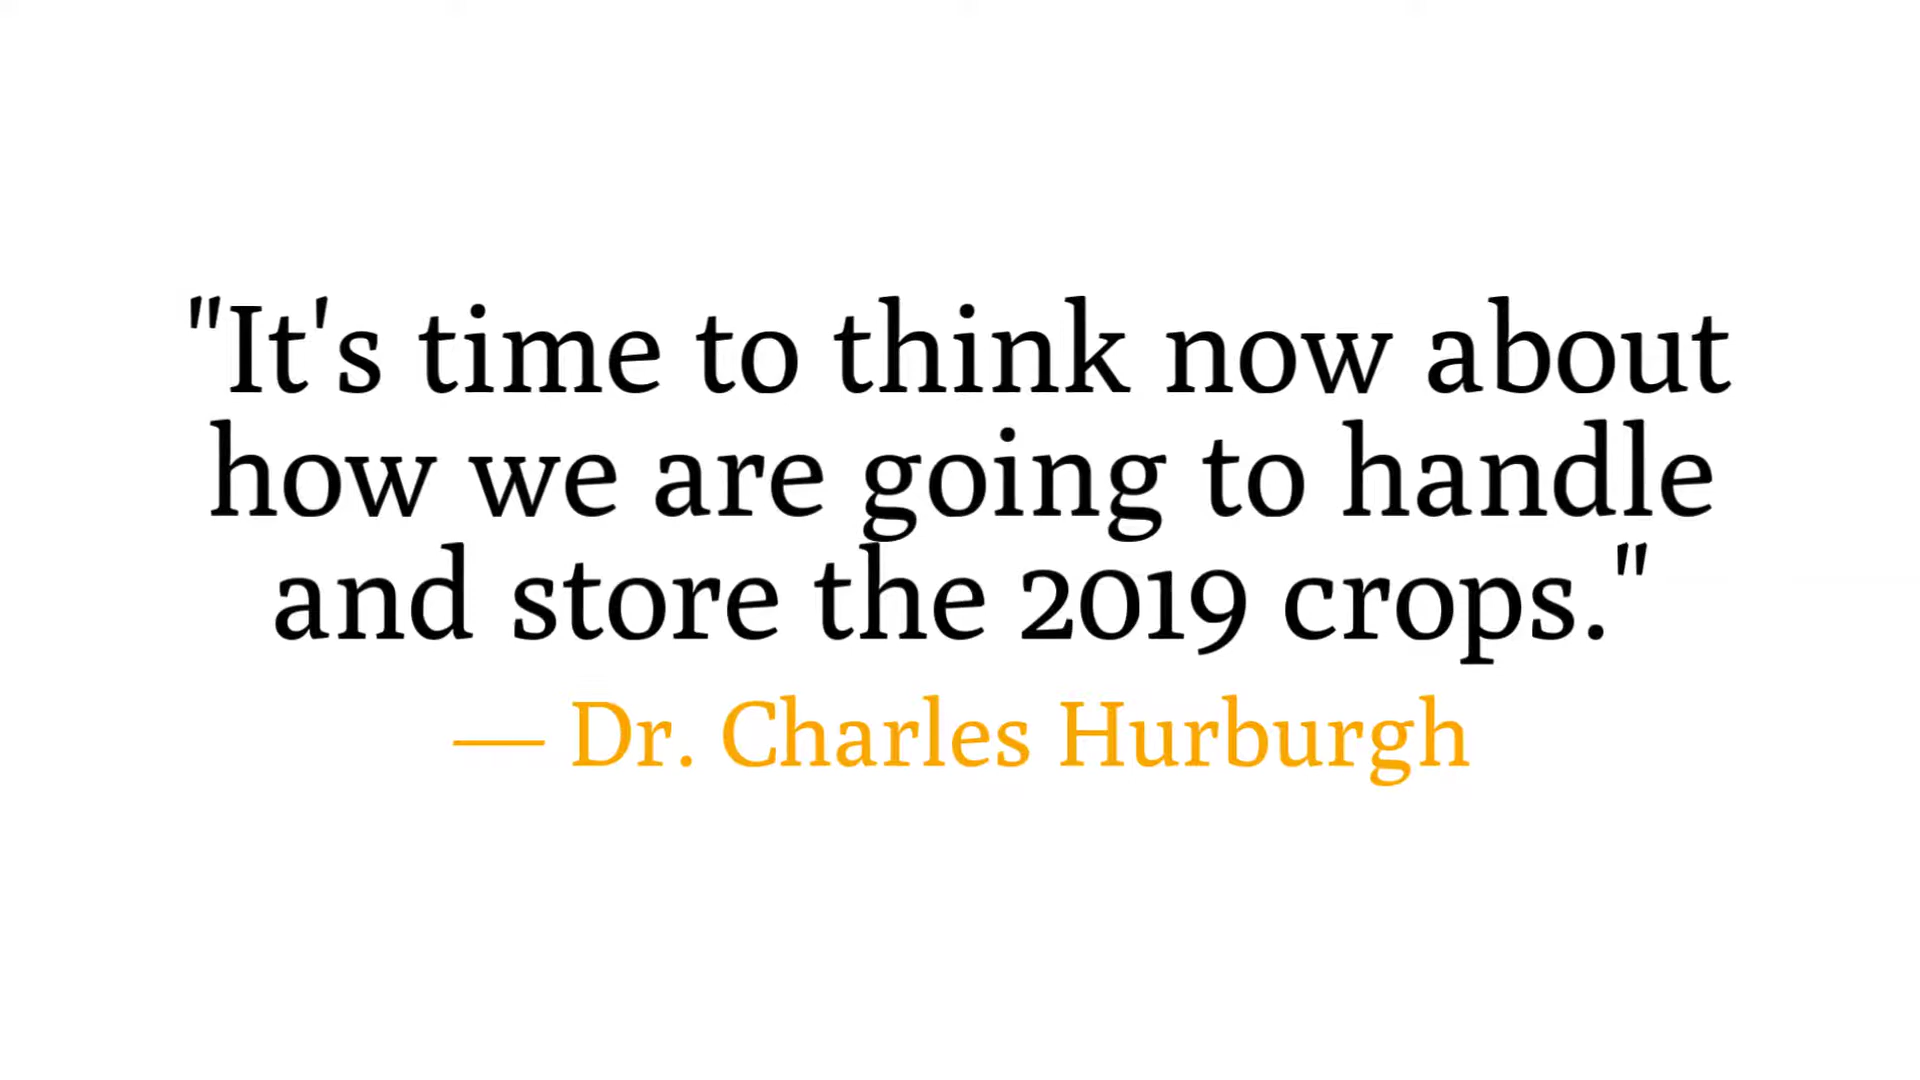 "It's time to think now about
how we are going to handle
and store the 2019 crops."
— Dr. Charles Hurburgh